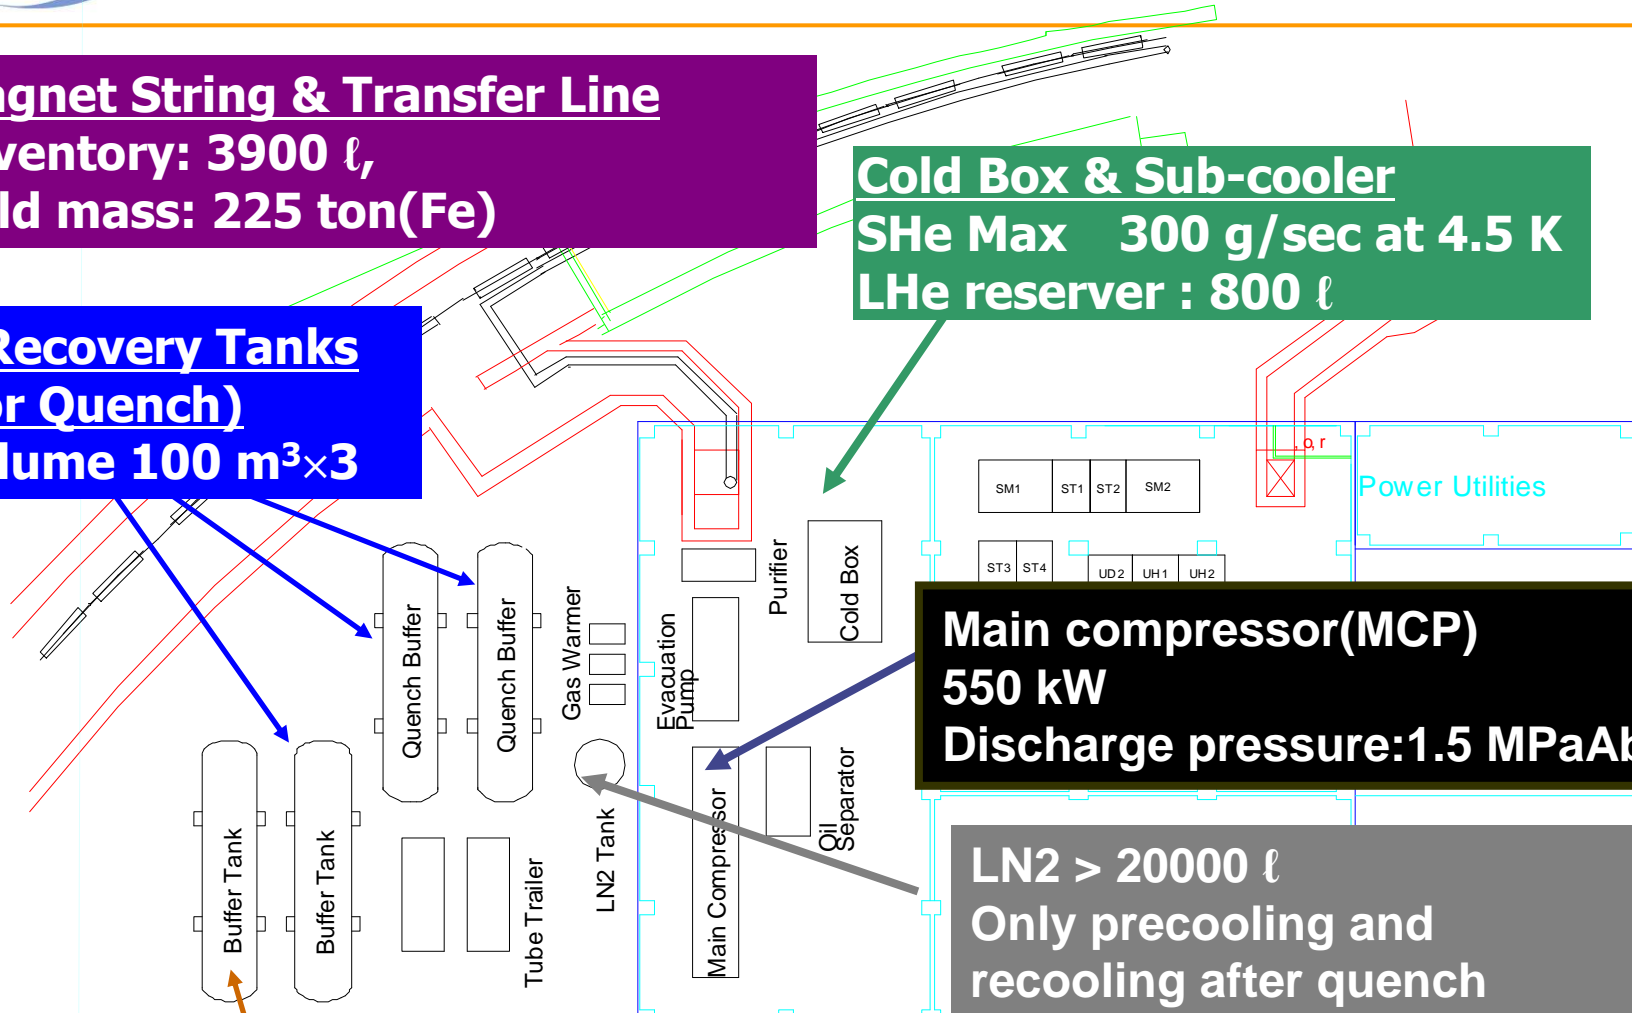 agnet String & Transfer Line
ventory: 3900 ℓ,
ld mass: 225 ton(Fe)
Cold Box & Sub-cooler
SHe Max 300 g/sec at 4.5 K
LHe reserver : 800 ℓ
Recovery Tanks
or Quench)
lume 100 m³×3
, o, r
Power Utilities
SM1
ST1
ST2
SM2
ST3
ST4
UD2
UH1
UH2
Purifier
Cold Box
Quench Buffer
Quench Buffer
Gas Warmer
Evacuation
Pump
Main compressor(MCP)
550 kW
Discharge pressure:1.5 MPaAb
Buffer Tank
Buffer Tank
Tube Trailer
LN2 Tank
Main Compressor
Oil
Separator
LN2 > 20000 ℓ
Only precooling and
recooling after quench